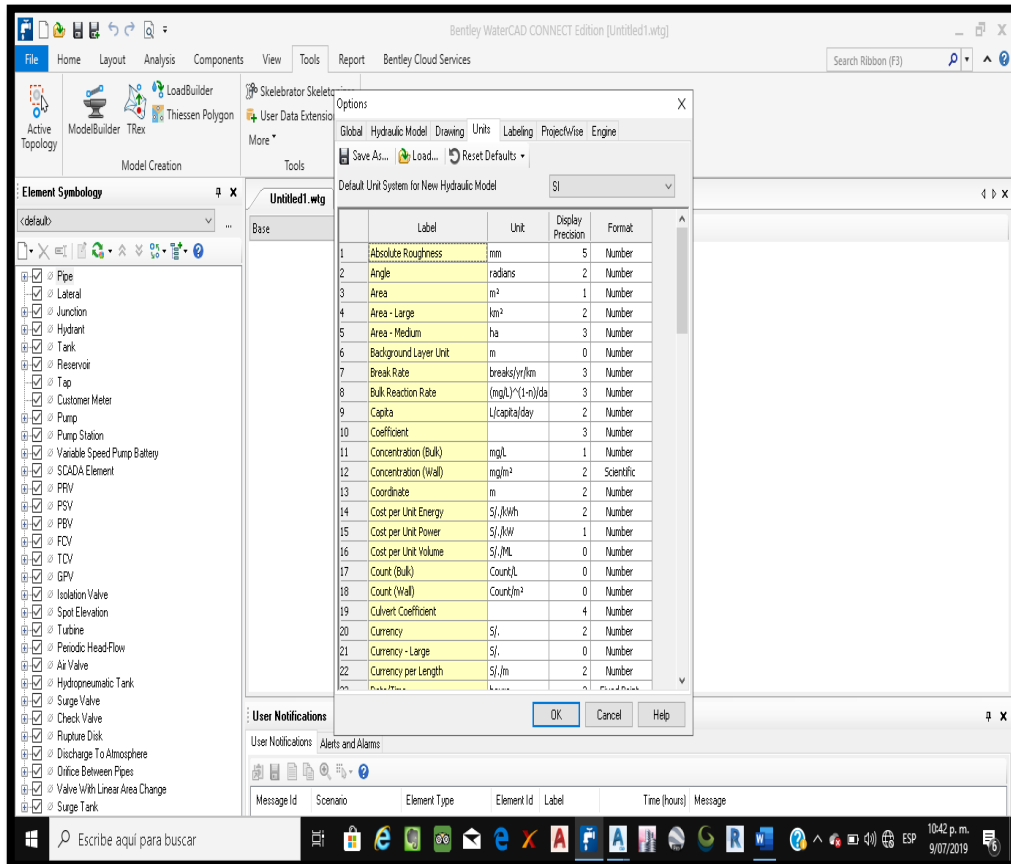 Bentley WaterCAD CONNECT Edition [Untitled1.wtg]
File Home Layout Analysis Components View Tools Report Bentley Cloud Services
Search Ribbon (F3)
Active Topology
ModelBuilder
TRex
LoadBuilder
Thiessen Polygon
Model Creation
User Data
More
Tools
Element Symbology
<default>
Pipe
Lateral
Junction
Hydrant
Tank
Reservoir
Tap
Customer Meter
Pump
Pump Station
Variable Speed Pump Battery
SCADA Element
PRV
PSV
PBV
FCV
TCV
GPV
Isolation Valve
Spot Elevation
Turbine
Periodic Head-Flow
Air Valve
Hydropneumatic Tank
Surge Valve
Check Valve
Rupture Disk
Discharge To Atmosphere
Orifice Between Pipes
Valve With Linear Area Change
Surge Tank
Untitled1.wtg
Base
Options
Global Hydraulic Model Drawing Units Labeling ProjectWise Engine
Save As... Load... Reset Defaults
Default Unit System for New Hydraulic Model SI
Label Unit Display Precision Format
1 Absolute Roughness mm 5 Number
2 Angle radians 2 Number
3 Area m² 1 Number
4 Area - Large km² 2 Number
5 Area - Medium ha 3 Number
6 Background Layer Unit m 0 Number
7 Break Rate breaks/yr/km 3 Number
8 Bulk Reaction Rate (mg/L)^(1-n)/da 3 Number
9 Capita L/capita/day 2 Number
10 Coefficient 3 Number
11 Concentration (Bulk) mg/L 1 Number
12 Concentration (Wall) mg/m² 2 Scientific
13 Coordinate m 2 Number
14 Cost per Unit Energy S/./kWh 2 Number
15 Cost per Unit Power S/./kW 1 Number
16 Cost per Unit Volume S/./ML 0 Number
17 Count (Bulk) Count/L 0 Number
18 Count (Wall) Count/m² 0 Number
19 Culvert Coefficient 4 Number
20 Currency S/. 2 Number
21 Currency - Large S/. 0 Number
22 Currency per Length S/./m 2 Number
OK Cancel Help
User Notifications
User Notifications Alerts and Alarms
Message Id Scenario Element Type Element Id Label Time (hours) Message
Escribe aquí para buscar
ESP
10:42 p. m.
9/07/2019